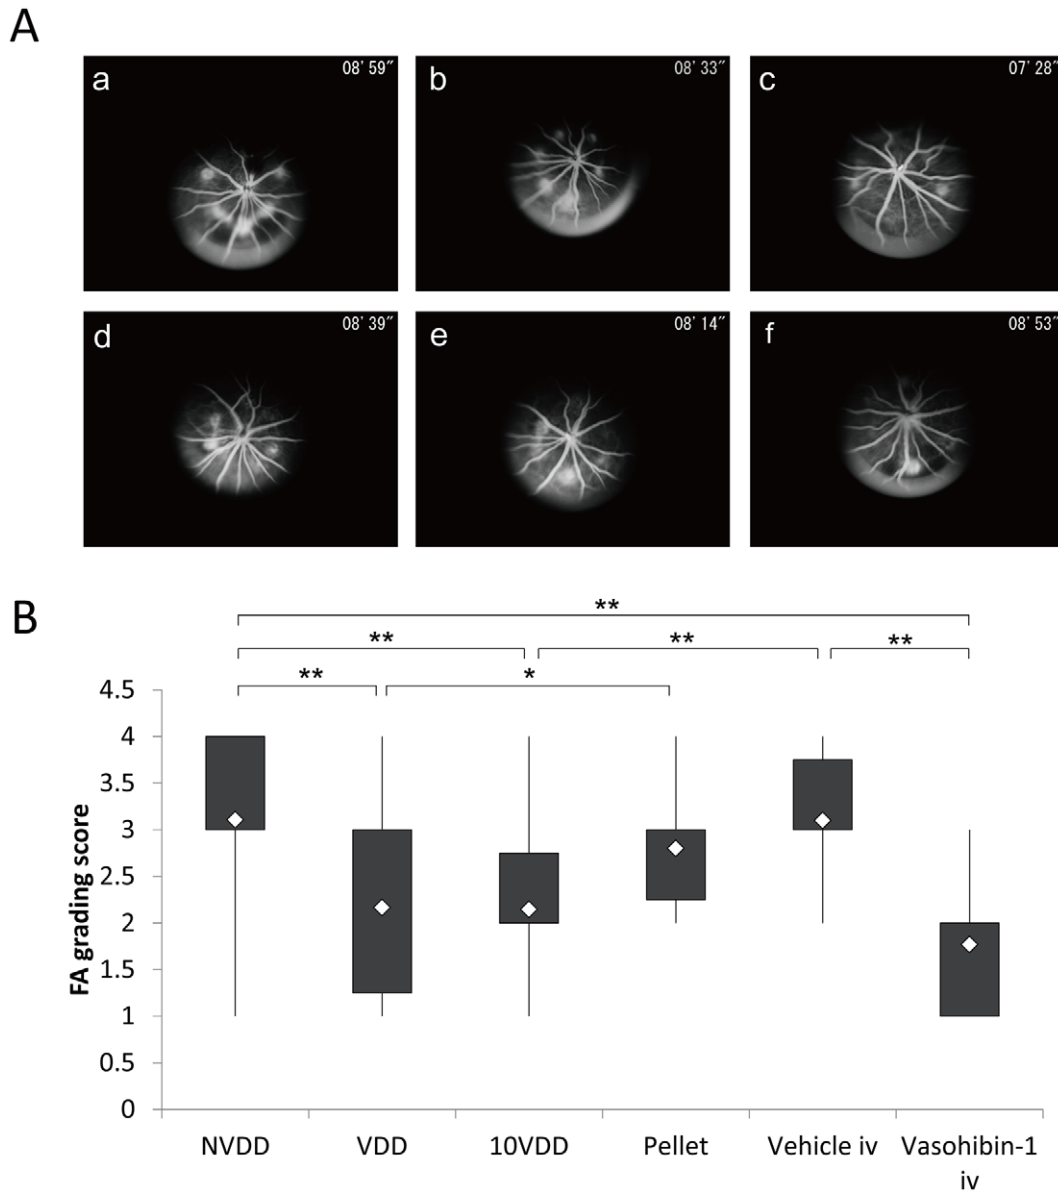 A
a
08' 59"
b
08' 33"
c
07' 28"
d
08' 39"
e
08' 14"
f
08' 53"
B
**
** ** **
** *
FA grading score
4.5
4
3.5
3
2.5
2
1.5
1
0.5
0
NVDD VDD 10VDD Pellet Vehicle iv Vasohibin-1
iv